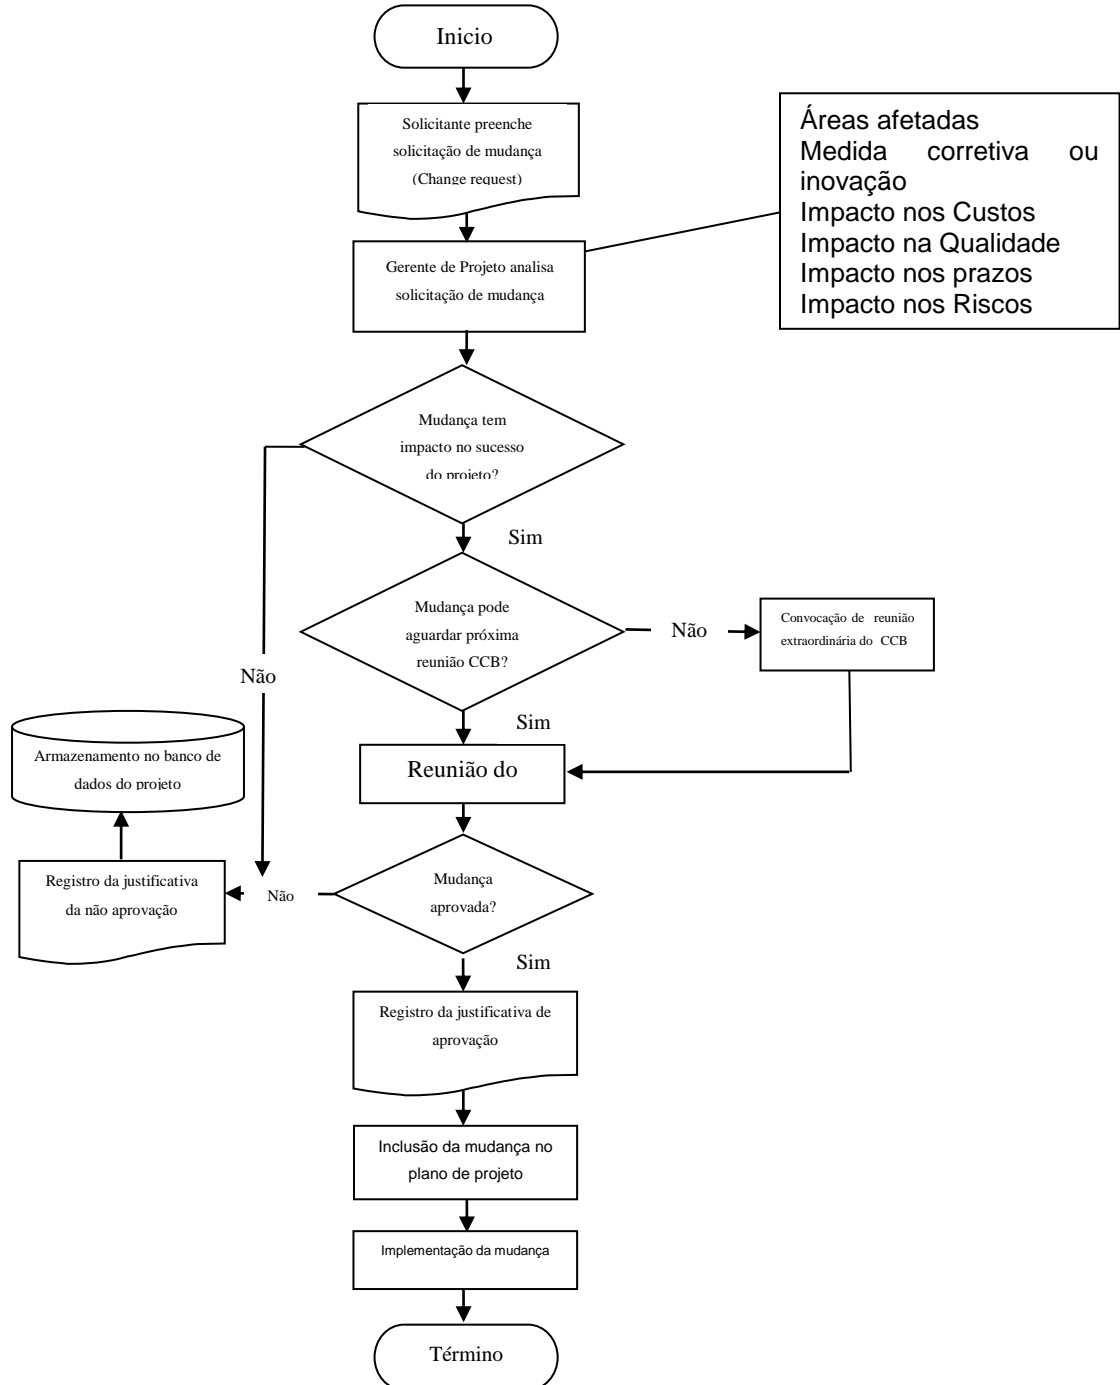 Inicio
Solicitante preenche
solicitação de mudança
(Change request)
Áreas afetadas
Medida corretiva ou
inovação
Impacto nos Custos
Impacto na Qualidade
Impacto nos prazos
Impacto nos Riscos
Gerente de Projeto analisa
solicitação de mudança
Mudança tem
impacto no sucesso
do projeto?
Sim
Mudança pode
aguardar próxima
reunião CCB?
Não
Convocação de reunião
extraordinária do CCB
Não
Sim
Reunião do
Armazenamento no banco de
dados do projeto
Mudança
aprovada?
Não
Registro da justificativa
da não aprovação
Sim
Registro da justificativa de
aprovação
Inclusão da mudança no
plano de projeto
Implementação da mudança
Término